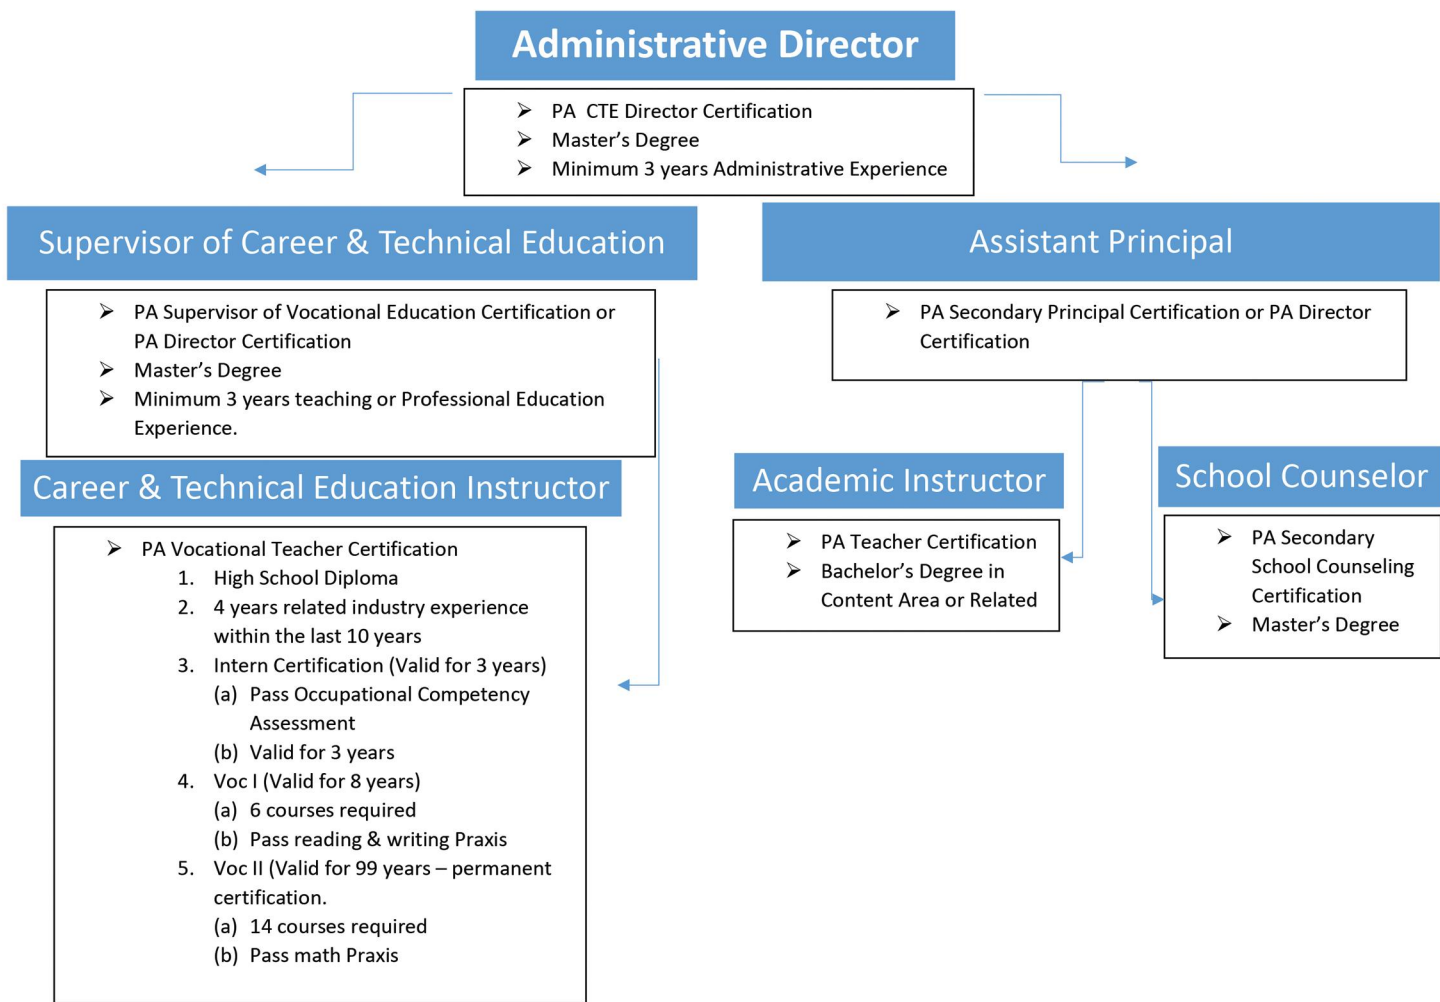 Administrative Director
➢ PA  CTE Director Certification
➢ Master’s Degree
➢ Minimum 3 years Administrative Experience
Supervisor of Career & Technical Education
➢ PA Supervisor of Vocational Education Certification or
PA Director Certification
➢ Master’s Degree
➢ Minimum 3 years teaching or Professional Education
Experience.
Assistant Principal
➢ PA Secondary Principal Certification or PA Director
Certification
Career & Technical Education Instructor
➢ PA Vocational Teacher Certification
1. High School Diploma
2. 4 years related industry experience
within the last 10 years
3. Intern Certification (Valid for 3 years)
(a) Pass Occupational Competency
Assessment
(b) Valid for 3 years
4. Voc I (Valid for 8 years)
(a) 6 courses required
(b) Pass reading & writing Praxis
5. Voc II (Valid for 99 years – permanent
certification.
(a) 14 courses required
(b) Pass math Praxis
Academic Instructor
➢ PA Teacher Certification
➢ Bachelor’s Degree in
Content Area or Related
School Counselor
➢ PA Secondary
School Counseling
Certification
➢ Master’s Degree